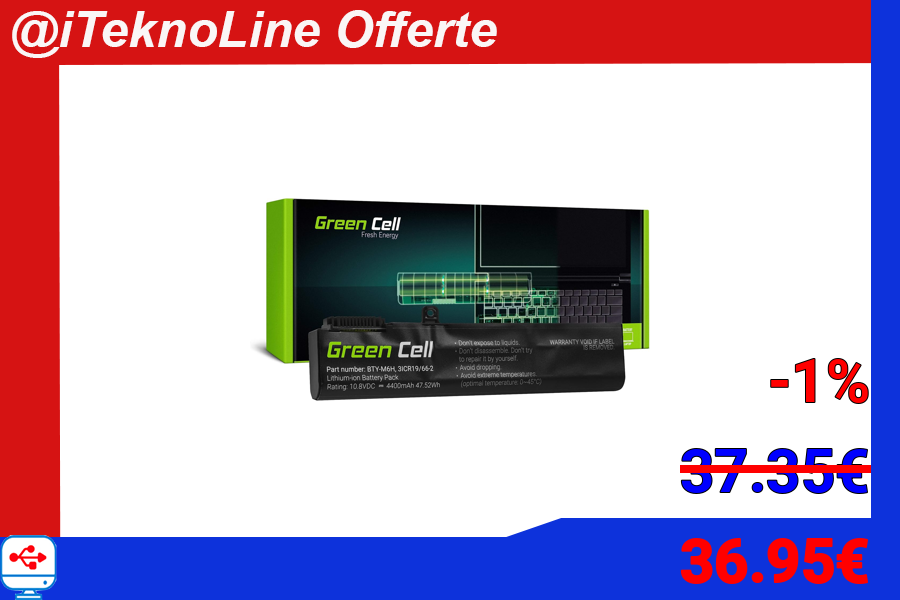 @iTeknoLine Offerte
Green Cell
Fresh Energy
Green Cell
Part number: BTY-M6H, 3ICR19/66-2
Lithium-ion Battery Pack
Rating: 10.8VDC ⎓ 4400mAh 47.52Wh
• Don't expose to liquids.
• Don't disassemble. Don't try
to repair it by yourself.
• Avoid dropping.
• Avoid extreme temperatures
(optimal temperature: 0~45°C)
WARRANTY VOID IF LABEL
IS REMOVED
-1%
37.35€
36.95€